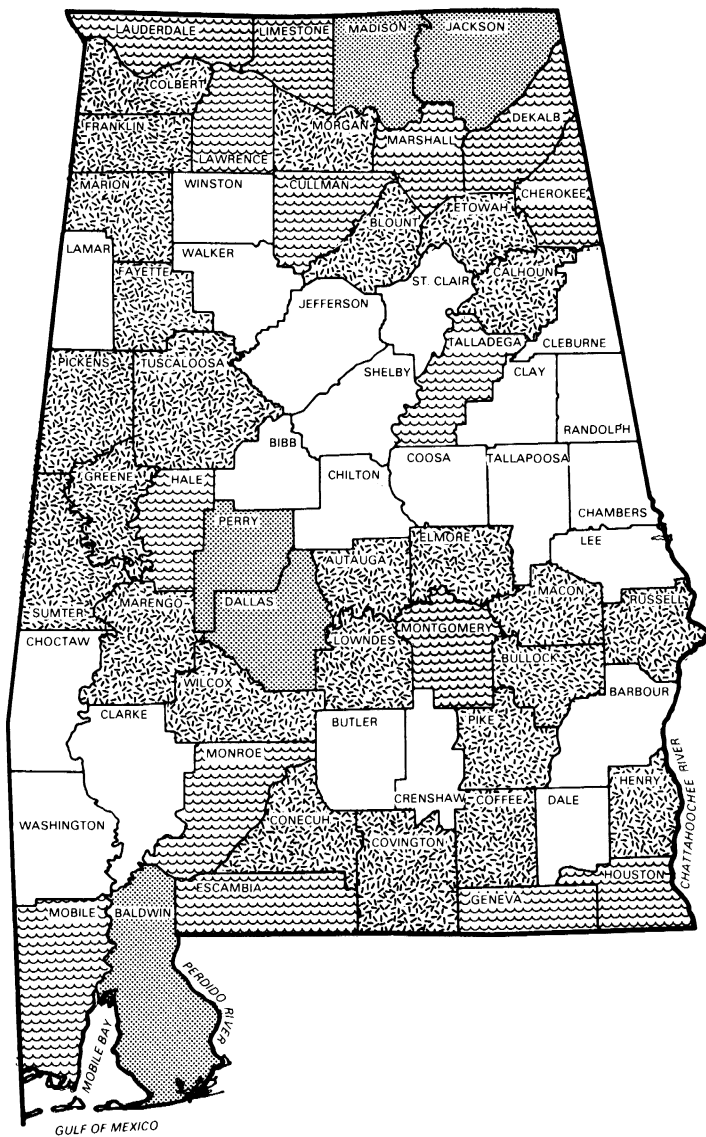 LAUDERDALE
LIMESTONE
MADISON
JACKSON
COLBERT
FRANKLIN
LAWRENCE
MORGAN
MARSHALL
DEKALB
MARION
WINSTON
CULLMAN
BLOUNT
ETOWAH
CHEROKEE
LAMAR
FAYETTE
WALKER
JEFFERSON
ST. CLAIR
CALHOUN
PICKENS
TUSCALOOSA
SHELBY
TALLADEGA
CLAY
CLEBURNE
RANDOLPH
GREENE
HALE
BIBB
CHILTON
COOSA
TALLAPOOSA
CHAMBERS
PERRY
LEE
SUMTER
MARENGO
DALLAS
AUTAUGA
ELMORE
MACON
RUSSELL
CHOCTAW
LOWNDES
MONTGOMERY
BULLOCK
WILCOX
BARBOUR
CLARKE
BUTLER
PIKE
MONROE
CRENSHAW
COFFEE
DALE
HENRY
WASHINGTON
CONECUH
COVINGTON
CHATTAHOOCHEE RIVER
ESCAMBIA
GENEVA
HOUSTON
MOBILE
BALDWIN
PERDIDO RIVER
MOBILE BAY
GULF OF MEXICO